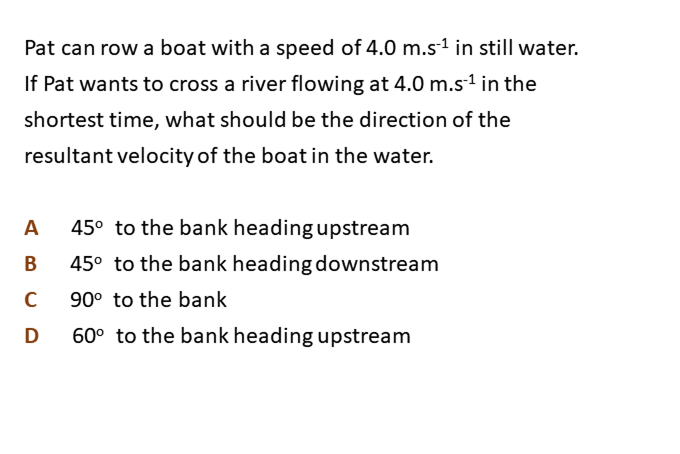 Pat can row a boat with a speed of 4.0 m.s⁻¹ in still water.
If Pat wants to cross a river flowing at 4.0 m.s⁻¹ in the
shortest time, what should be the direction of the
resultant velocity of the boat in the water.
A 45° to the bank heading upstream
B 45° to the bank heading downstream
C 90° to the bank
D 60° to the bank heading upstream